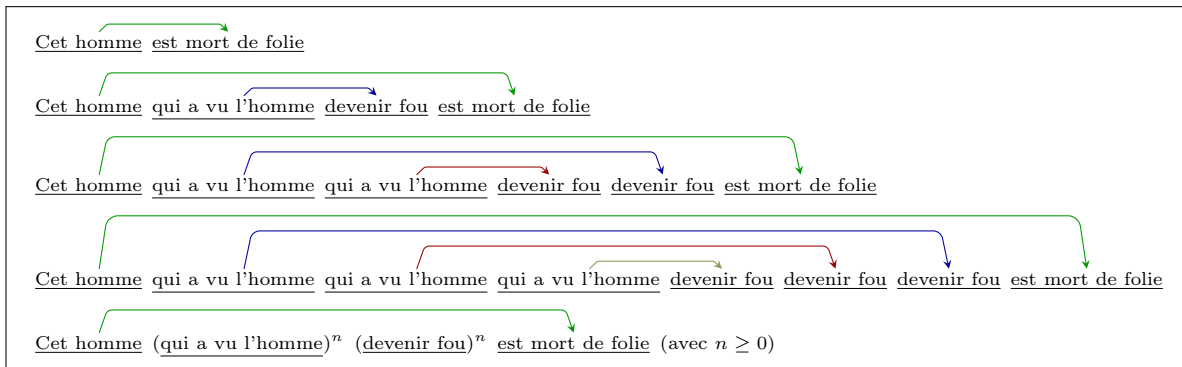 Cet homme est mort de folie
Cet homme qui a vu l'homme devenir fou est mort de folie
Cet homme qui a vu l'homme qui a vu l'homme devenir fou devenir fou est mort de folie
Cet homme qui a vu l'homme qui a vu l'homme qui a vu l'homme devenir fou devenir fou devenir fou est mort de folie
Cet homme (qui a vu l'homme)ⁿ (devenir fou)ⁿ est mort de folie (avec n ≥ 0)